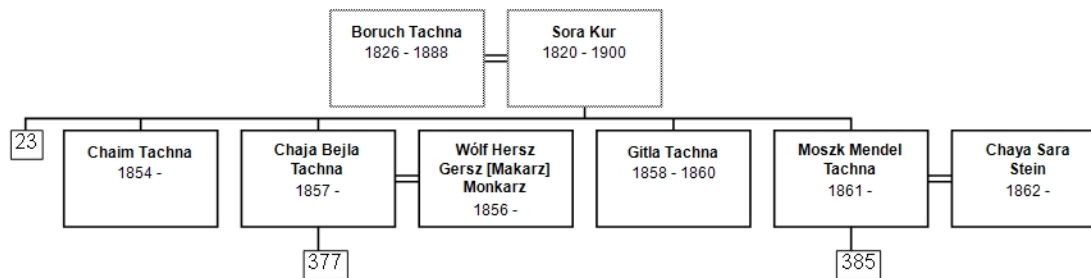 Boruch Tachna
1826 - 1888
Sora Kur
1820 - 1900
23
Chaim Tachna
1854 -
Chaja Bejla
Tachna
1857 -
Wólf Hersz
Gersz [Makarz]
Monkarz
1856 -
Gitla Tachna
1858 - 1860
Moszk Mendel
Tachna
1861 -
Chaya Sara
Stein
1862 -
377
385